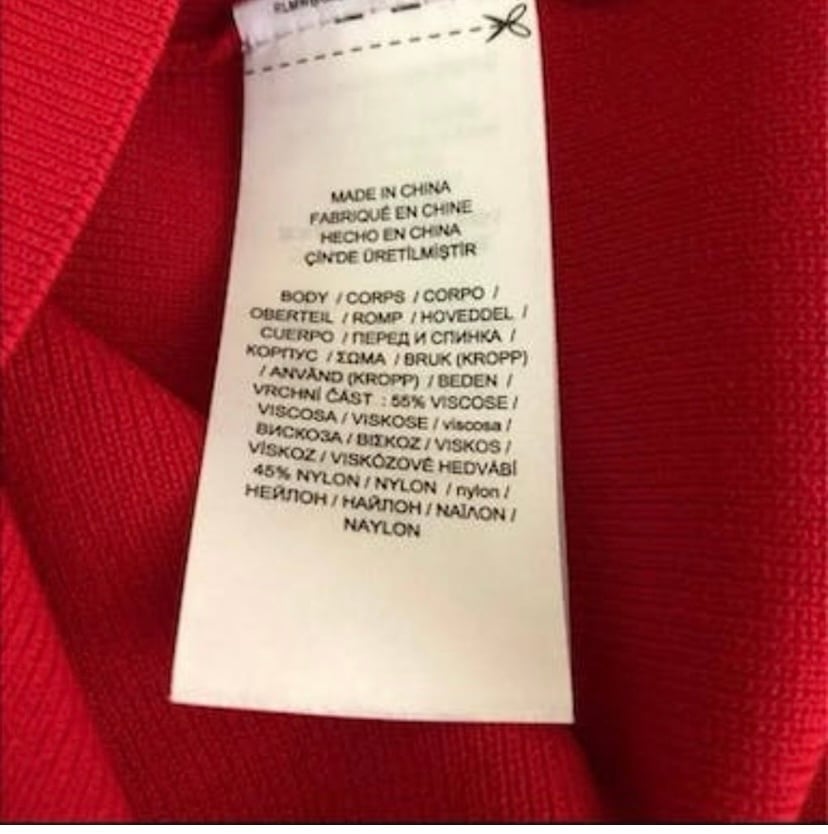 MADE IN CHINA
FABRIQUÉ EN CHINE
HECHO EN CHINA
ÇIN'DE ÜRETİLMİŞTİR
BODY / CORPS / CORPO /
OBERTEIL / ROMP / HOVEDDEL /
CUERPO / ПЕРЕД И СПИНКА /
КОРПУС / ΣΩΜΑ / BRUK (KROPP)
/ ANVÄND (KROPP) / BEDEN /
VRCHNÍ ČÁST : 55% VISCOSE /
VISCOSA / VISKOSE / viscosa /
ВИСКОЗА / ΒΙΣΚΟΖ / VISKOS /
VİSKOZ / VISKÓZOVÉ HEDVÁBÍ
45% NYLON / NYLON / nylon /
НЕЙЛОН / НАЙЛОН / ΝΑΪΛΟΝ /
NAYLON